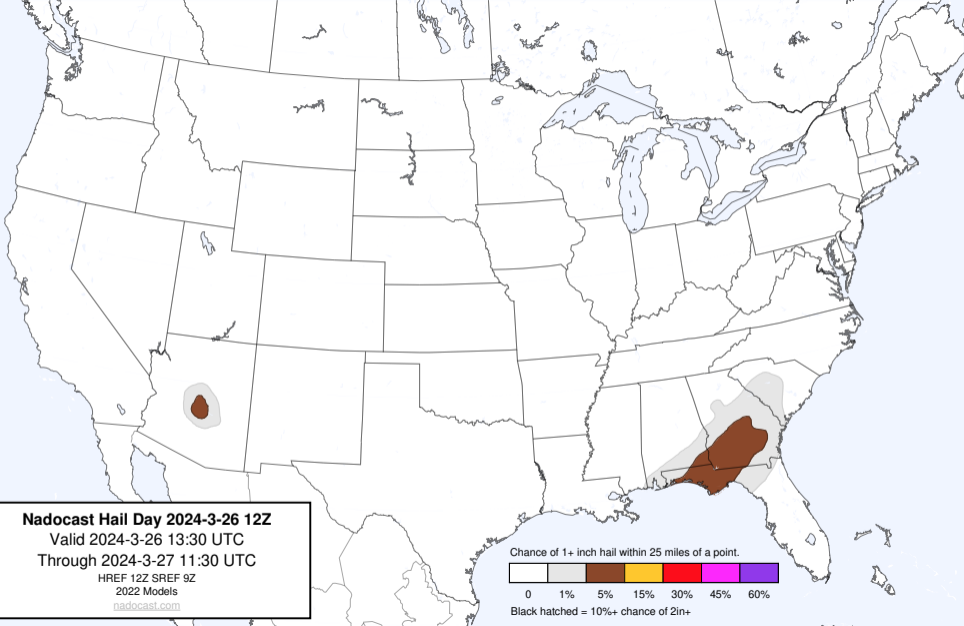 Nadocast Hail Day 2024-3-26 12Z
Valid 2024-3-26 13:30 UTC
Through 2024-3-27 11:30 UTC
HREF 12Z SREF 9Z
2022 Models
nadocast.com
Chance of 1+ inch hail within 25 miles of a point.
0 1% 5% 15% 30% 45% 60%
Black hatched = 10%+ chance of 2in+